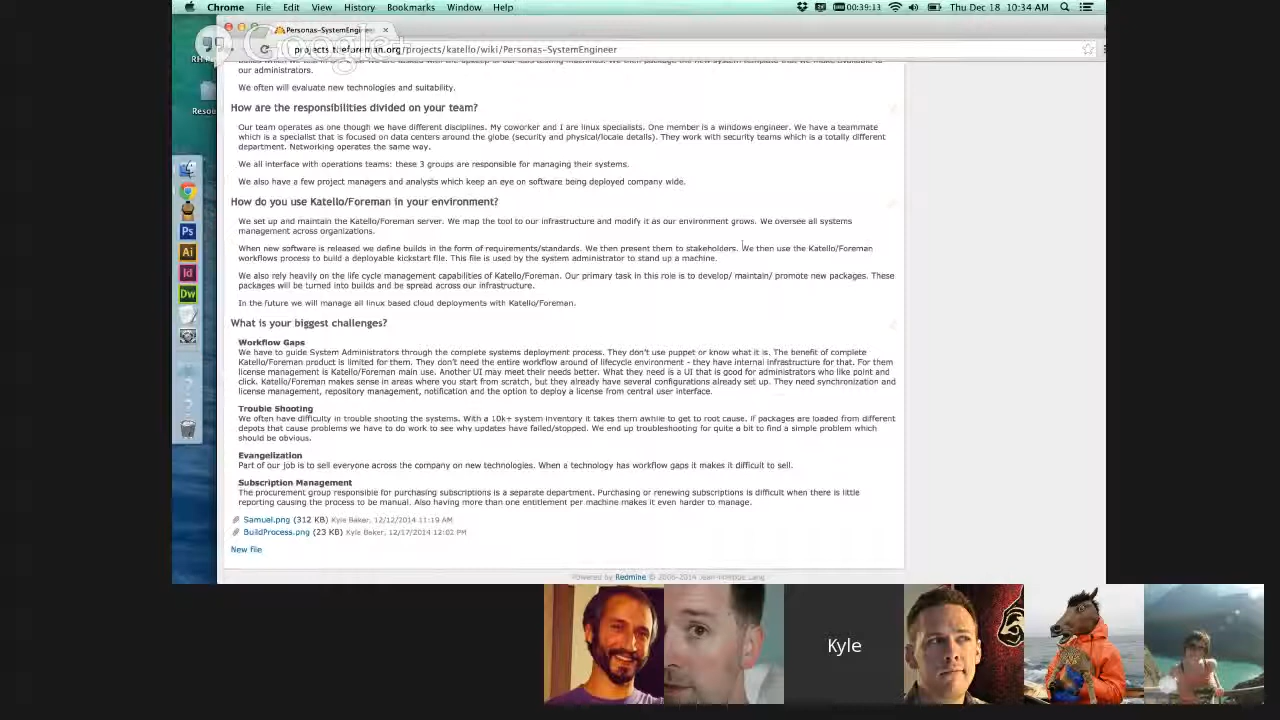 Chrome File Edit View History Bookmarks Window Help 00:39:13 Thu Dec 18 10:34 AM
Personas-SystemEnginee
Google+
projects.theforeman.org/projects/katello/wiki/Personas-SystemEngineer
our administrators.
We often will evaluate new technologies and suitability.
How are the responsibilities divided on your team?
Our team operates as one though we have different disciplines. My coworker and I are linux specialists. One member is a windows engineer. We have a teammate
which is a specialist that is focused on data centers around the globe (security and physical/locale details). They work with security teams which is a totally different
department. Networking operates the same way.
We all interface with operations teams: these 3 groups are responsible for managing their systems.
We also have a few project managers and analysts which keep an eye on software being deployed company wide.
How do you use Katello/Foreman in your environment?
We set up and maintain the Katello/Foreman server. We map the tool to our infrastructure and modify it as our environment grows. We oversee all systems
management across organizations.
When new software is released we define builds in the form of requirements/standards. We then present them to stakeholders. We then use the Katello/Foreman
workflows process to build a deployable kickstart file. This file is used by the system administrator to stand up a machine.
We also rely heavily on the life cycle management capabilities of Katello/Foreman. Our primary task in this role is to develop/ maintain/ promote new packages. These
packages will be turned into builds and be spread across our infrastructure.
In the future we will manage all linux based cloud deployments with Katello/Foreman.
What is your biggest challenges?
Workflow Gaps
We have to guide System Administrators through the complete systems deployment process. They don't use puppet or know what it is. The benefit of complete
Katello/Foreman product is limited for them. They don't need the entire workflow around of lifecycle environment - they have internal infrastructure for that. For them
license management is Katello/Foreman main use. Another UI may meet their needs better. What they need is a UI that is good for administrators who like point and
click. Katello/Foreman makes sense in areas where you start from scratch, but they already have several configurations already set up. They need synchronization and
license management, repository management, notification and the option to deploy a license from central user interface.
Trouble Shooting
We often have difficulty in trouble shooting the systems. With a 10k+ system inventory it takes them awhile to get to root cause. If packages are loaded from different
depots that cause problems we have to do work to see why updates have failed/stopped. We end up troubleshooting for quite a bit to find a simple problem which
should be obvious.
Evangelization
Part of our job is to sell everyone across the company on new technologies. When a technology has workflow gaps it makes it difficult to sell.
Subscription Management
The procurement group responsible for purchasing subscriptions is a separate department. Purchasing or renewing subscriptions is difficult when there is little
reporting causing the process to be manual. Also having more than one entitlement per machine makes it even harder to manage.
Samuel.png (312 KB) Kyle Baker, 12/12/2014 11:19 AM
BuildProcess.png (23 KB) Kyle Baker, 12/17/2014 12:02 PM
New file
Powered by Redmine © 2006-2014 Jean-Philippe Lang
Ps
Ai
Id
Dw
Kyle